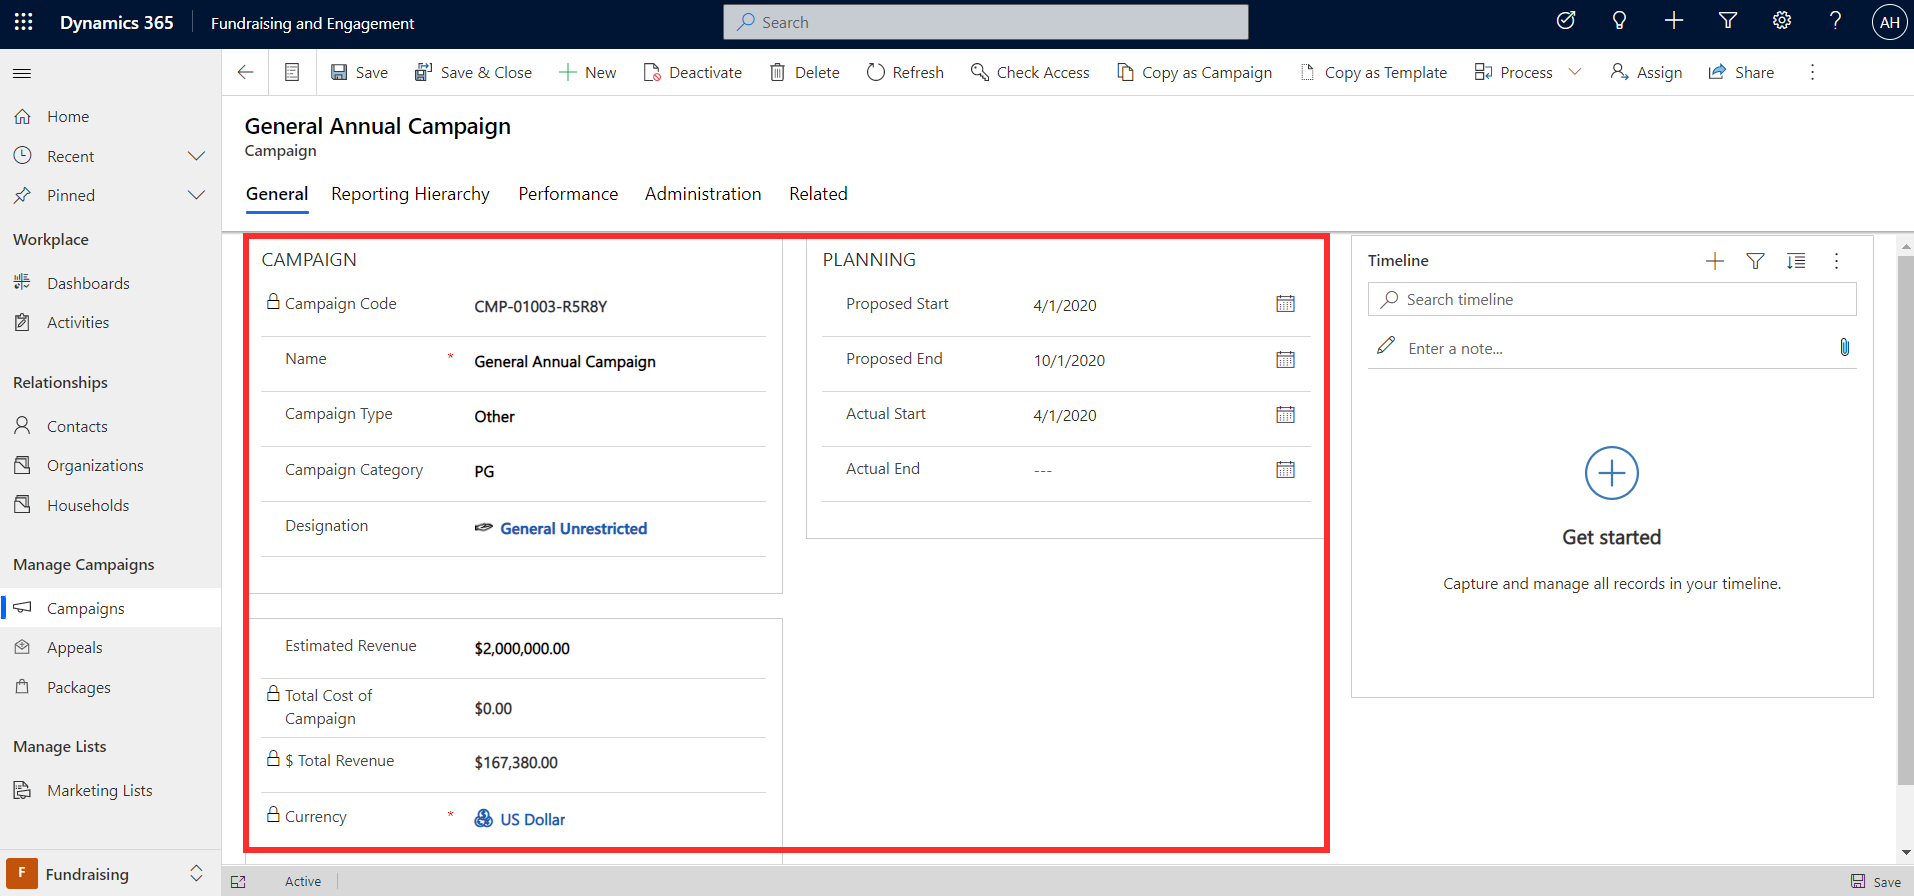 Dynamics 365
Fundraising and Engagement
Search
AH
Save
Save & Close
New
Deactivate
Delete
Refresh
Check Access
Copy as Campaign
Copy as Template
Process
Assign
Share
Home
Recent
Pinned
Workplace
Dashboards
Activities
Relationships
Contacts
Organizations
Households
Manage Campaigns
Campaigns
Appeals
Packages
Manage Lists
Marketing Lists
F Fundraising
General Annual Campaign
Campaign
General Reporting Hierarchy Performance Administration Related
CAMPAIGN
Campaign Code CMP-01003-R5R8Y
Name * General Annual Campaign
Campaign Type Other
Campaign Category PG
Designation General Unrestricted
Estimated Revenue $2,000,000.00
Total Cost of
Campaign $0.00
$ Total Revenue $167,380.00
Currency * US Dollar
PLANNING
Proposed Start 4/1/2020
Proposed End 10/1/2020
Actual Start 4/1/2020
Actual End ---
Timeline
Search timeline
Enter a note...
Get started
Capture and manage all records in your timeline.
Active
Save